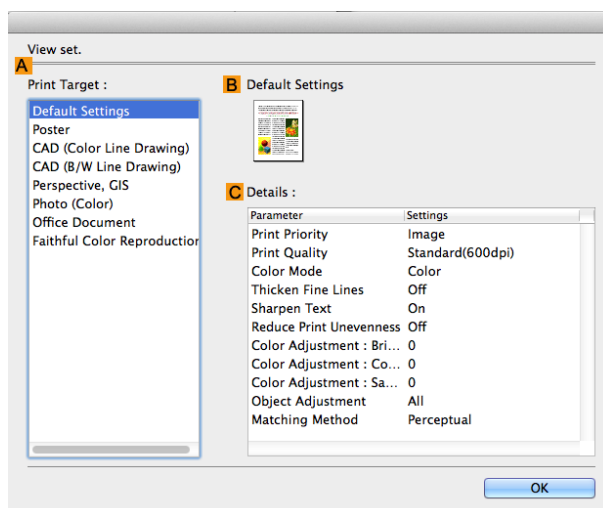 View set.
A
Print Target :
B Default Settings
Default Settings
Poster
CAD (Color Line Drawing)
CAD (B/W Line Drawing)
Perspective, GIS
Photo (Color)
Office Document
Faithful Color Reproduction
C Details :
Parameter Settings
Print Priority Image
Print Quality Standard(600dpi)
Color Mode Color
Thicken Fine Lines Off
Sharpen Text On
Reduce Print Unevenness Off
Color Adjustment : Bri... 0
Color Adjustment : Co... 0
Color Adjustment : Sa... 0
Object Adjustment All
Matching Method Perceptual
OK